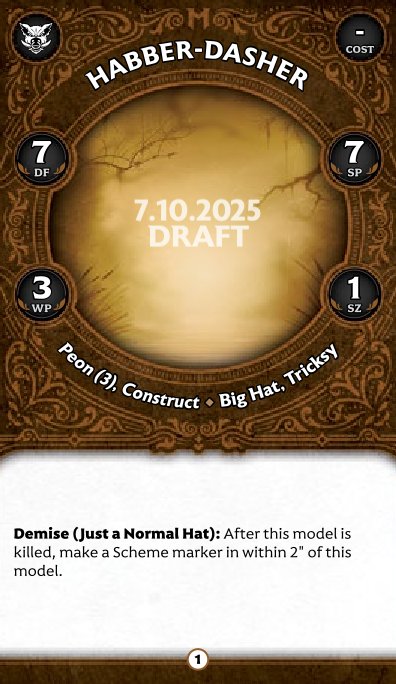 HABBER-DASHER
-
COST
7
DF
7
SP
7.10.2025
DRAFT
3
WP
1
SZ
Peon (3), Construct ◆ Big Hat, Tricksy
Demise (Just a Normal Hat): After this model is
killed, make a Scheme marker in within 2" of this
model.
1